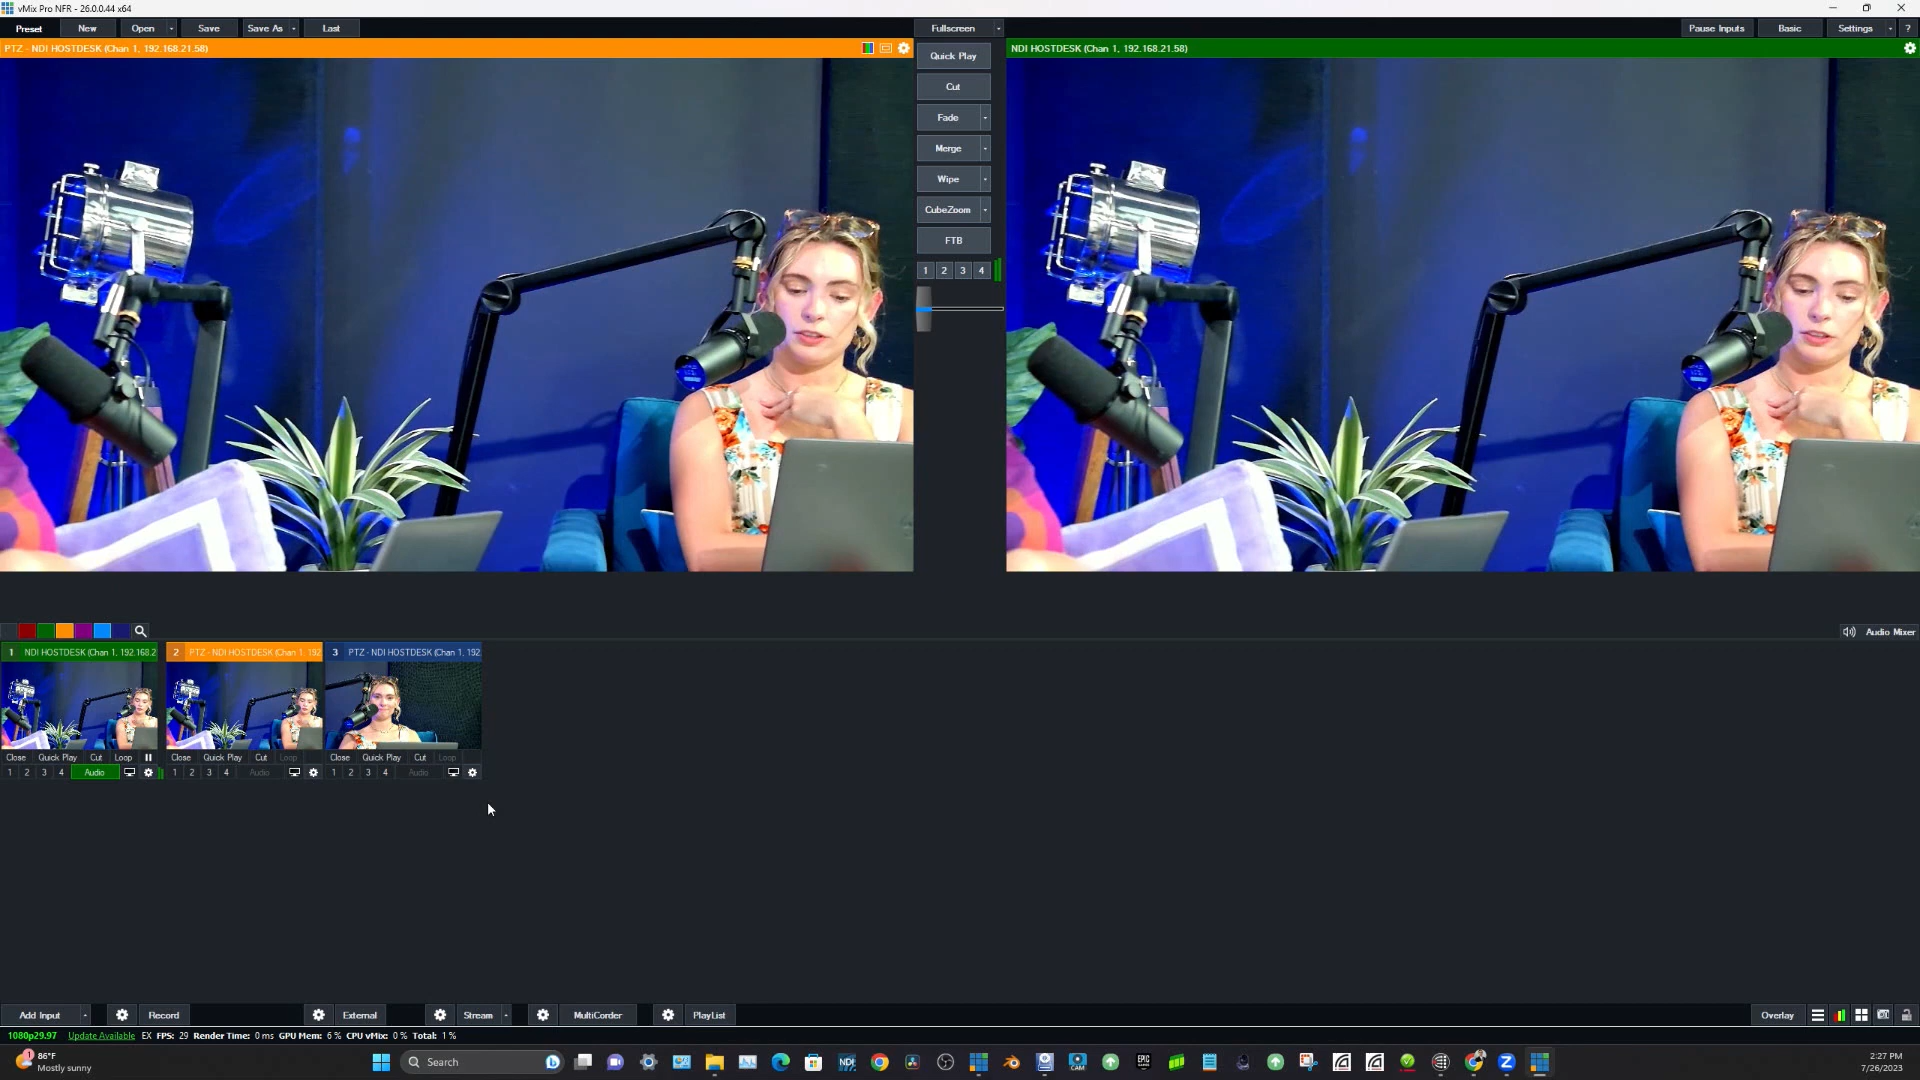 vMix Pro NFR - 26.0.0.44 x64
Preset New Open Save Save As Last Fullscreen Pause Inputs Basic Settings ?
PTZ - NDI HOSTDESK (Chan 1, 192.168.21.58)
NDI HOSTDESK (Chan 1, 192.168.21.58)
Quick Play
Cut
Fade
Merge
Wipe
CubeZoom
FTB
1 2 3 4
Audio Mixer
1 NDI HOSTDESK (Chan 1, 192.168.2
2 PTZ - NDI HOSTDESK (Chan 1, 192
3 PTZ - NDI HOSTDESK (Chan 1, 192
Close Quick Play Cut Loop
1 2 3 4 Audio
Close Quick Play Cut Loop
1 2 3 4 Audio
Close Quick Play Cut Loop
1 2 3 4 Audio
Add Input Record External Stream MultiCorder PlayList Overlay
1080p29.97 Update Available EX FPS: 29 Render Time: 0 ms GPU Mem: 6 % CPU vMix: 0 % Total: 1 %
1
86°F
Mostly sunny
Search
NDI
CAM
EPIC
2:27 PM
7/26/2023